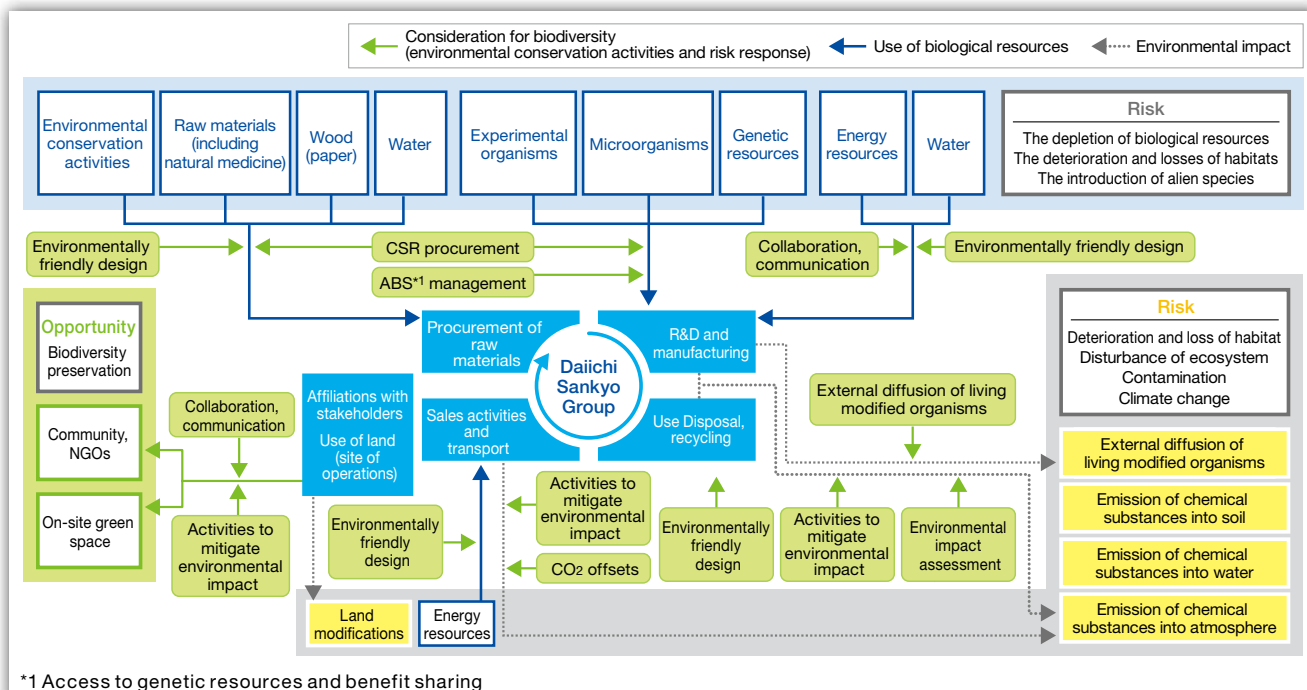 Consideration for biodiversity
(environmental conservation activities and risk response)
Use of biological resources
Environmental impact
Environmental
conservation
activities
Raw materials
(including
natural medicine)
Wood
(paper)
Water
Experimental
organisms
Microorganisms
Genetic
resources
Energy
resources
Water
Risk
The depletion of biological resources
The deterioration and losses of habitats
The introduction of alien species
Environmentally
friendly design
CSR procurement
ABS*1 management
Collaboration,
communication
Environmentally friendly design
Opportunity
Biodiversity
preservation
Community,
NGOs
On-site green
space
Collaboration,
communication
Activities to
mitigate
environmental
impact
Affiliations with
stakeholders
Use of land
(site of
operations)
Procurement of
raw
materials
R&D and
manufacturing
Daiichi
Sankyo
Group
Sales activities
and
transport
Use Disposal,
recycling
Environmentally
friendly
design
Activities to
mitigate
environmental
impact
CO2 offsets
Environmentally
friendly
design
Activities to
mitigate
environmental
impact
Environmental
impact
assessment
External diffusion of living
modified organisms
Risk
Deterioration and loss of habitat
Disturbance of ecosystem
Contamination
Climate change
External diffusion of
living modified organisms
Emission of chemical
substances into soil
Emission of chemical
substances into water
Emission of chemical
substances into atmosphere
Land
modifications
Energy
resources
*1 Access to genetic resources and benefit sharing